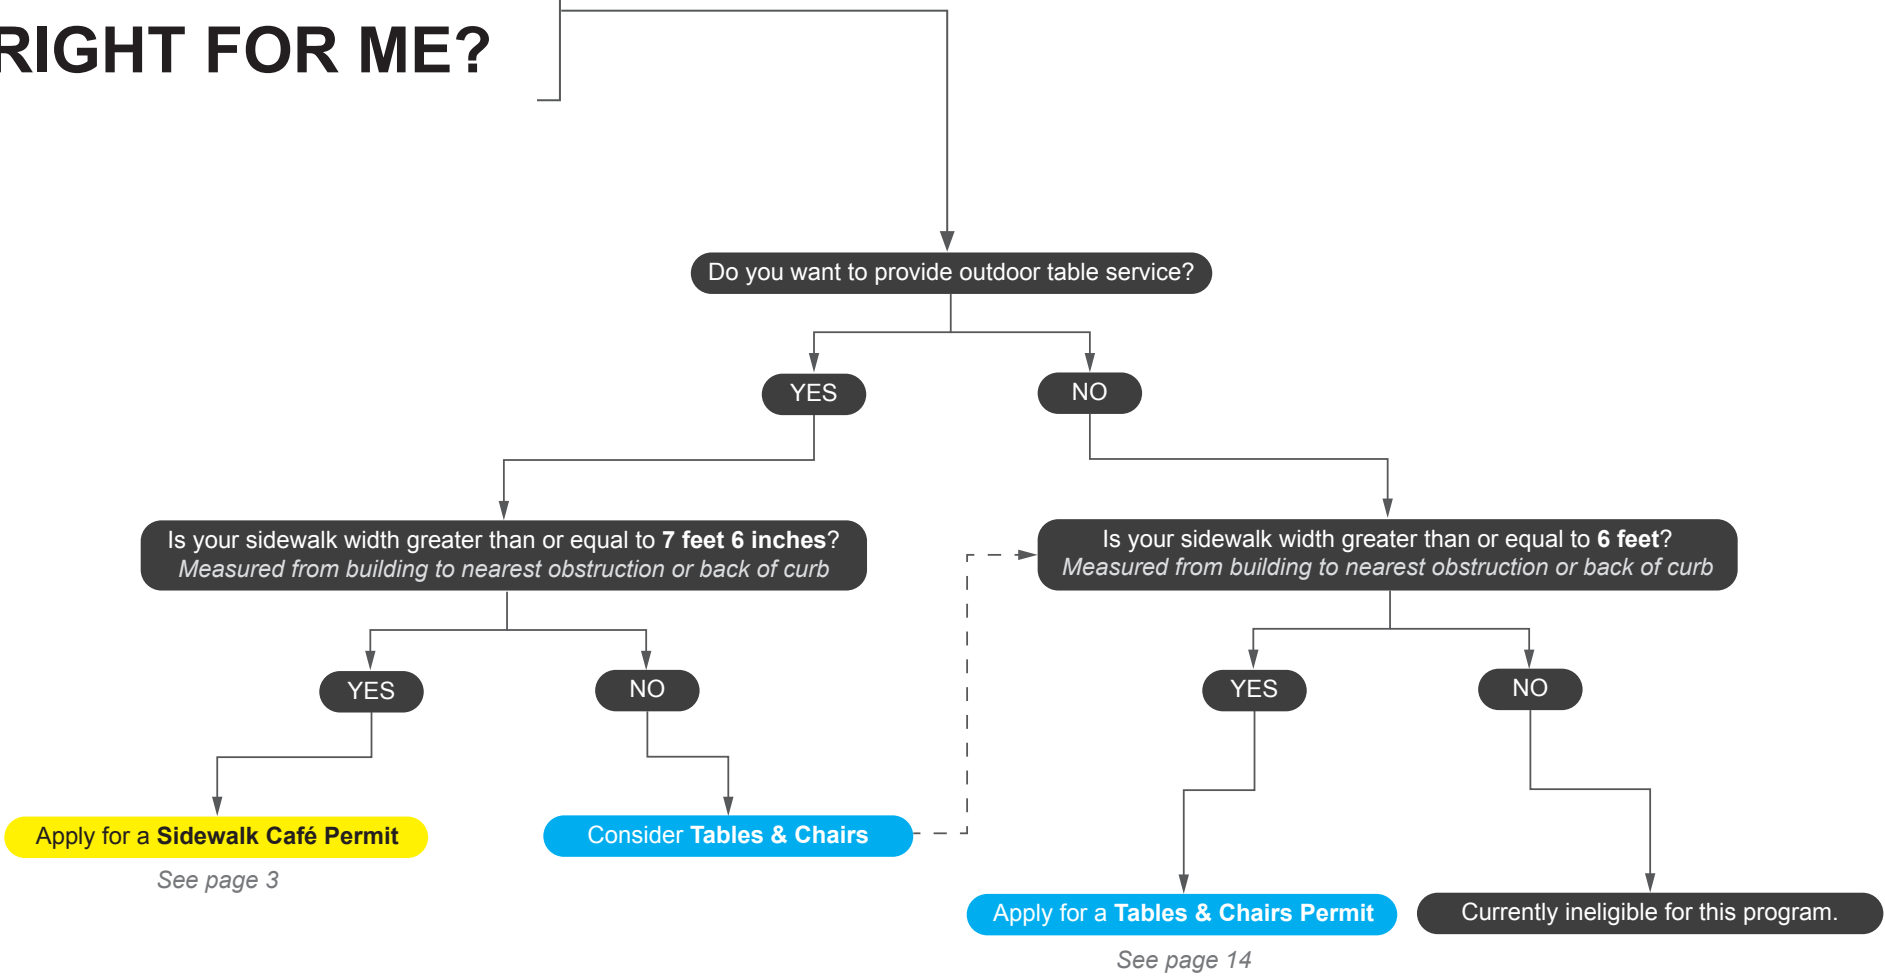 RIGHT FOR ME?
Do you want to provide outdoor table service?
YES
NO
Is your sidewalk width greater than or equal to 7 feet 6 inches?
Measured from building to nearest obstruction or back of curb
Is your sidewalk width greater than or equal to 6 feet?
Measured from building to nearest obstruction or back of curb
YES
NO
YES
NO
Apply for a Sidewalk Café Permit
See page 3
Consider Tables & Chairs
Apply for a Tables & Chairs Permit
See page 14
Currently ineligible for this program.